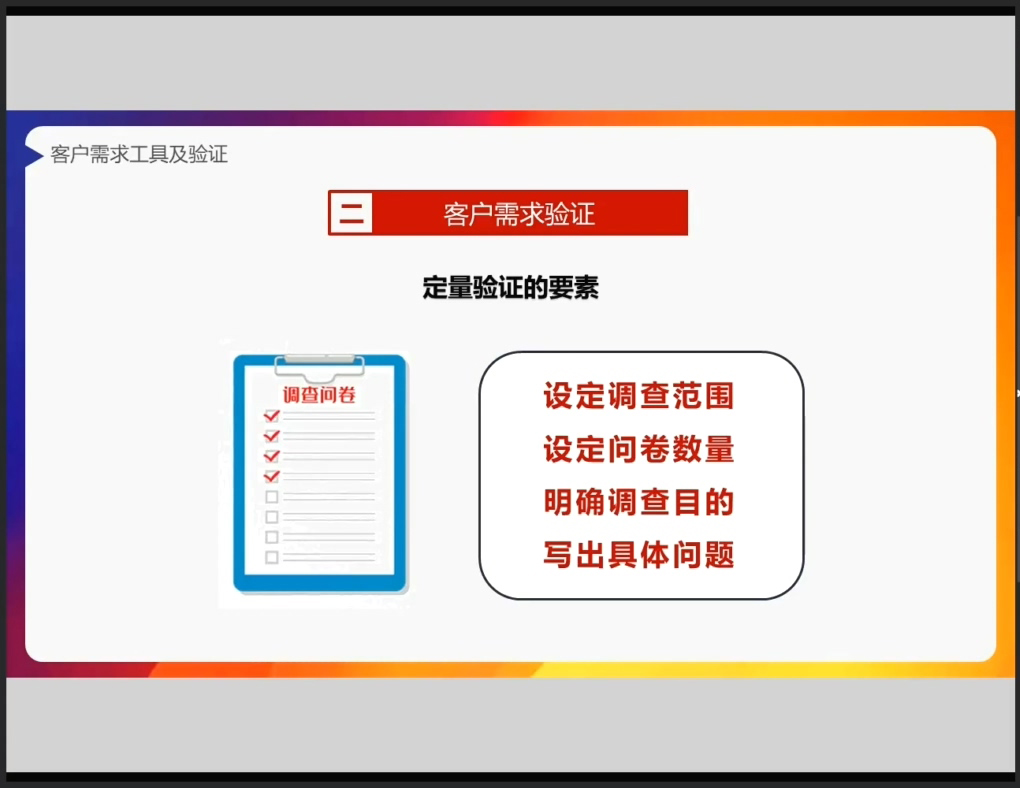 客户需求工具及验证
二 客户需求验证
定量验证的要素
调查问卷
设定调查范围
设定问卷数量
明确调查目的
写出具体问题